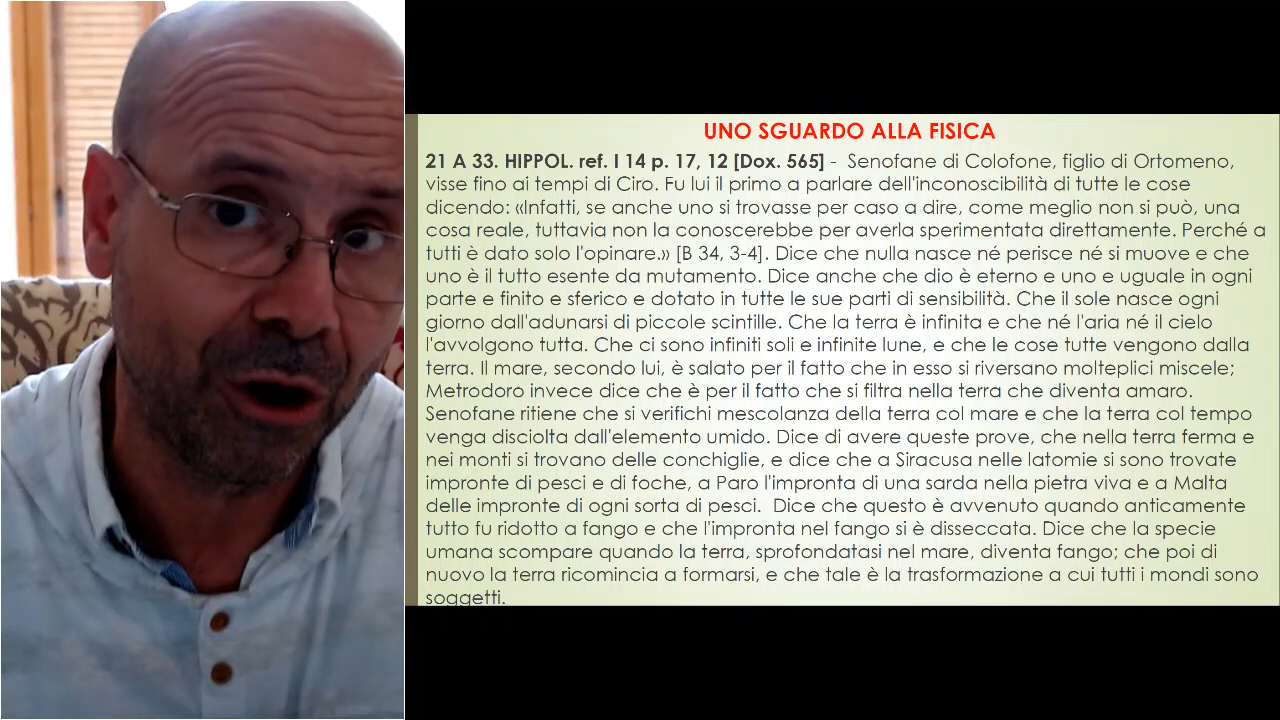 UNO SGUARDO ALLA FISICA
21 A 33. HIPPOL. ref. I 14 p. 17, 12 [Dox. 565] - Senofane di Colofone, figlio di Ortomeno,
visse fino ai tempi di Ciro. Fu lui il primo a parlare dell'inconoscibilità di tutte le cose
dicendo: «Infatti, se anche uno si trovasse per caso a dire, come meglio non si può, una
cosa reale, tuttavia non la conoscerebbe per averla sperimentata direttamente. Perché a
tutti è dato solo l'opinare.» [B 34, 3-4]. Dice che nulla nasce né perisce né si muove e che
uno è il tutto esente da mutamento. Dice anche che dio è eterno e uno e uguale in ogni
parte e finito e sferico e dotato in tutte le sue parti di sensibilità. Che il sole nasce ogni
giorno dall'adunarsi di piccole scintille. Che la terra è infinita e che né l'aria né il cielo
l'avvolgono tutta. Che ci sono infiniti soli e infinite lune, e che le cose tutte vengono dalla
terra. Il mare, secondo lui, è salato per il fatto che in esso si riversano molteplici miscele;
Metrodoro invece dice che è per il fatto che si filtra nella terra che diventa amaro.
Senofane ritiene che si verifichi mescolanza della terra col mare e che la terra col tempo
venga disciolta dall'elemento umido. Dice di avere queste prove, che nella terra ferma e
nei monti si trovano delle conchiglie, e dice che a Siracusa nelle latomie si sono trovate
impronte di pesci e di foche, a Paro l'impronta di una sarda nella pietra viva e a Malta
delle impronte di ogni sorta di pesci. Dice che questo è avvenuto quando anticamente
tutto fu ridotto a fango e che l'impronta nel fango si è disseccata. Dice che la specie
umana scompare quando la terra, sprofondatasi nel mare, diventa fango; che poi di
nuovo la terra ricomincia a formarsi, e che tale è la trasformazione a cui tutti i mondi sono
soggetti.